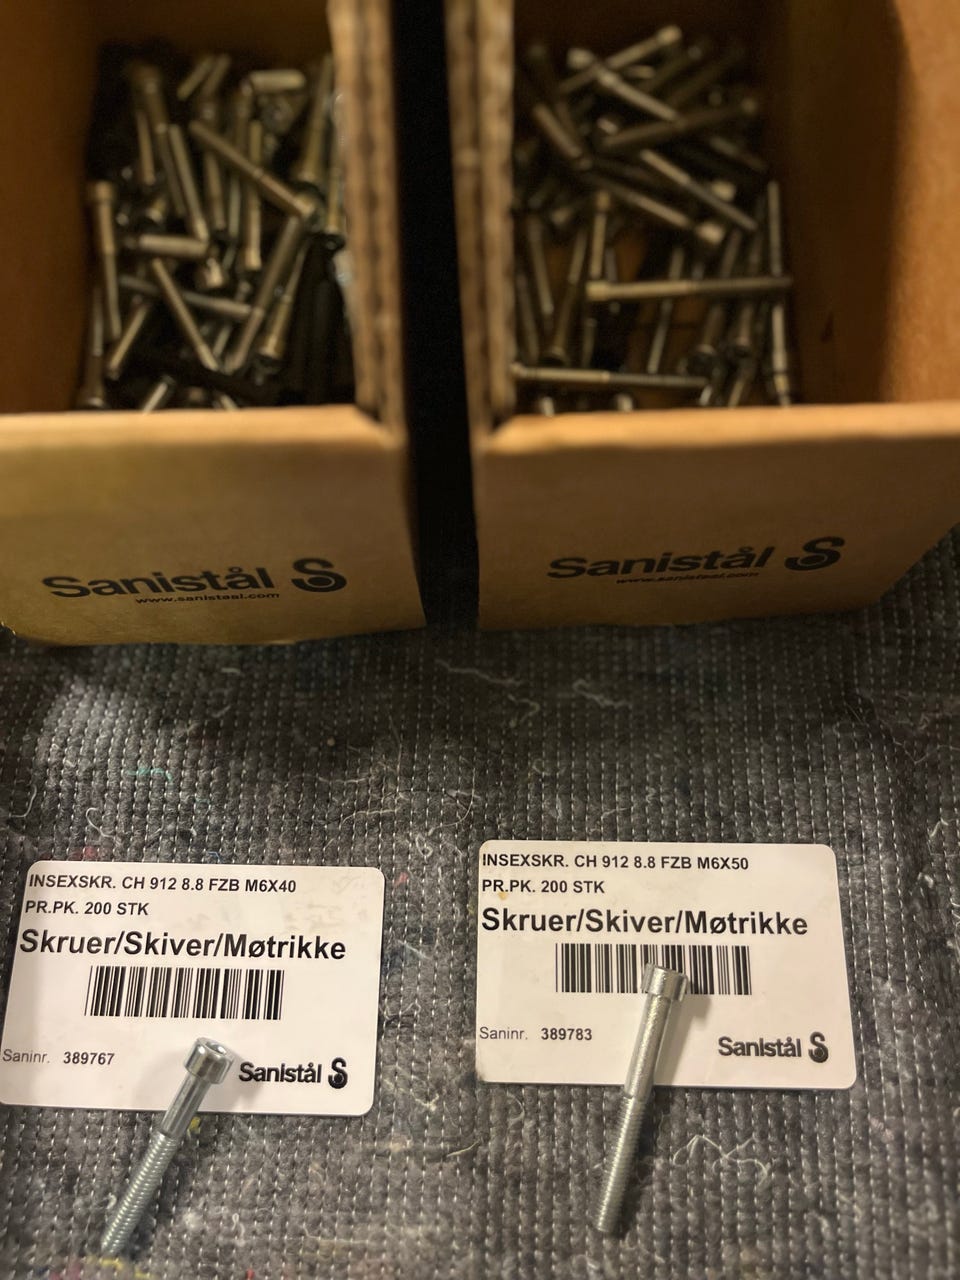 Sanistål
www.sanistaal.com
Sanistål
www.sanistaal.com
INSEXSKR. CH 912 8.8 FZB M6X40
PR.PK. 200 STK
Skruer/Skiver/Møtrikke
Saninr. 389767
Sanistål
INSEXSKR. CH 912 8.8 FZB M6X50
PR.PK. 200 STK
Skruer/Skiver/Møtrikke
Saninr. 389783
Sanistål